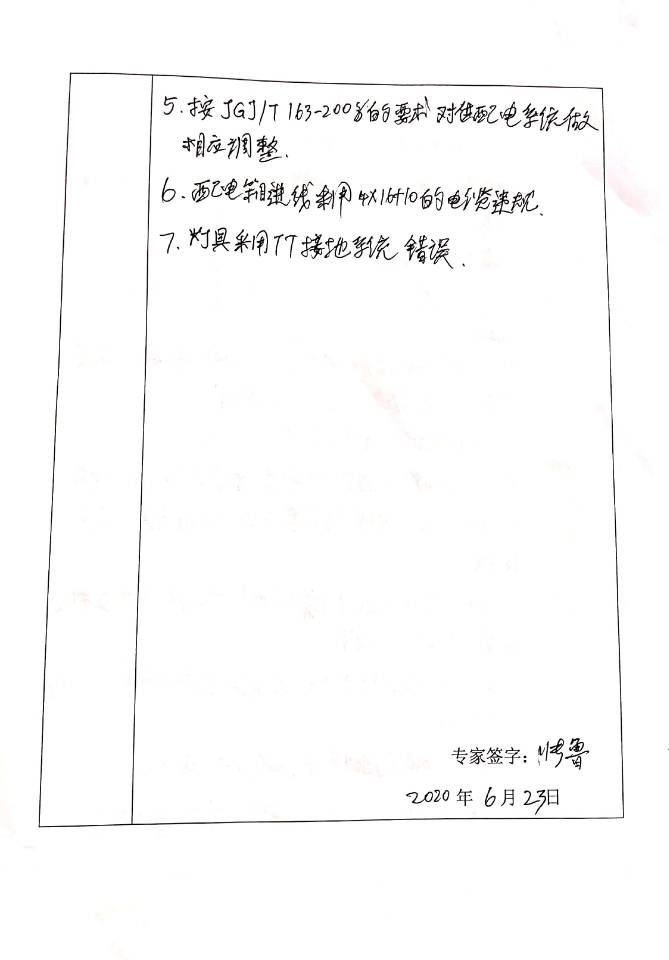 5.按JGJ/T 163-2008的要求对供配电系统做
相应调整.
6.配电箱进线利用4X16+10的电缆违规.
7.灯具采用TT接地系统 错误.
专家签字:
2020年6月23日